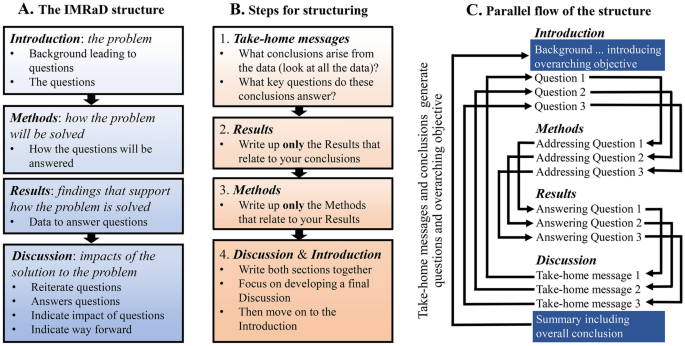 A. The IMRaD structure
Introduction: the problem
• Background leading to
questions
• The questions
Methods: how the problem
will be solved
• How the questions will be
answered
Results: findings that support
how the problem is solved
• Data to answer questions
Discussion: impacts of the
solution to the problem
• Reiterate questions
• Answers questions
• Indicate impact of questions
• Indicate way forward
B. Steps for structuring
1. Take-home messages
• What conclusions arise from
the data (look at all the data)?
• What key questions do these
conclusions answer?
2. Results
• Write up only the Results that
relate to your conclusions
3. Methods
• Write up only the Methods
that relate to your Results
4. Discussion & Introduction
• Write both sections together
• Focus on developing a final
Discussion
• Then move on to the
Introduction
C. Parallel flow of the structure
Take-home messages and conclusions generate
questions and overarching objective
Introduction
Background ... introducing
overarching objective
Question 1
Question 2
Question 3
Methods
Addressing Question 1
Addressing Question 2
Addressing Question 3
Results
Answering Question 1
Answering Question 2
Answering Question 3
Discussion
Take-home message 1
Take-home message 2
Take-home message 3
Summary including
overall conclusion